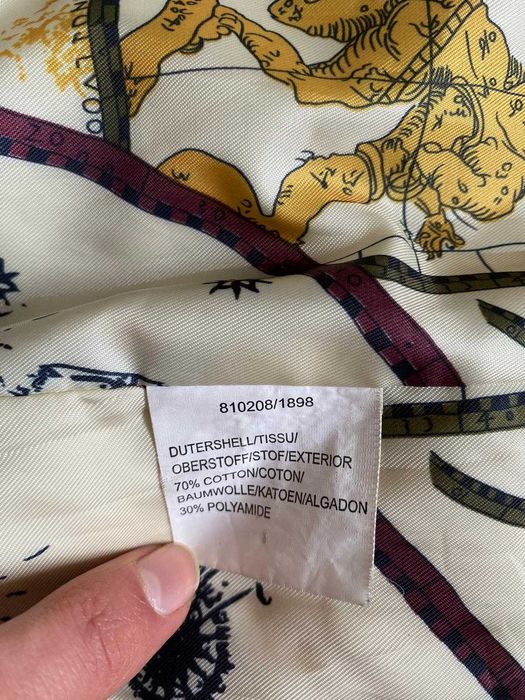 810208/1898
DUTERSHELL/TISSU/
OBERSTOFF/STOF/EXTERIOR
70% COTTON/COTON/
BAUMWOLLE/KATOEN/ALGADON
30% POLYAMIDE